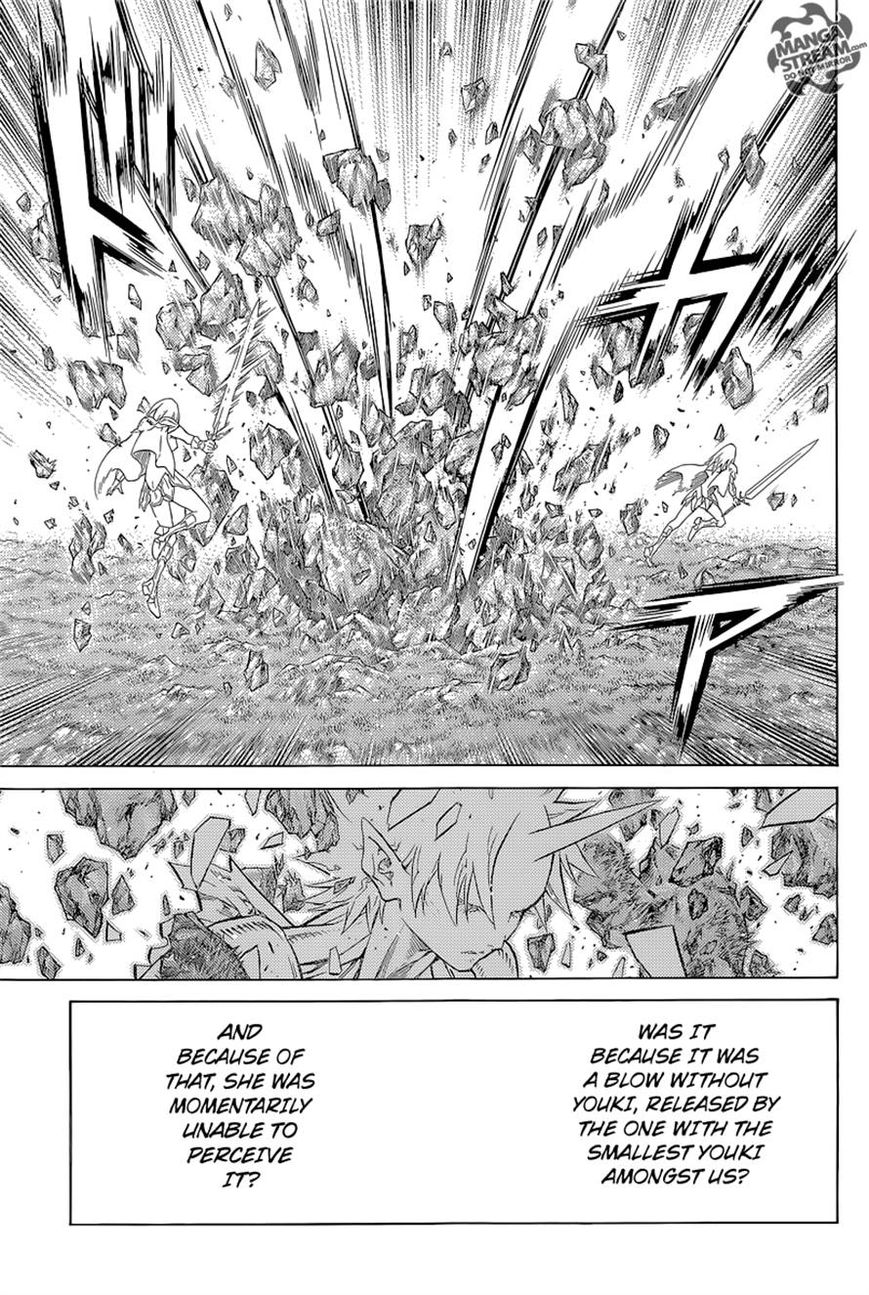 MANGA
STREAM.com
DO NOT MIRROR
ガ
ド
ア
WAS IT
BECAUSE IT WAS
A BLOW WITHOUT
YOUKI, RELEASED BY
THE ONE WITH THE
SMALLEST YOUKI
AMONGST US?
AND
BECAUSE OF
THAT, SHE WAS
MOMENTARILY
UNABLE TO
PERCEIVE
IT?